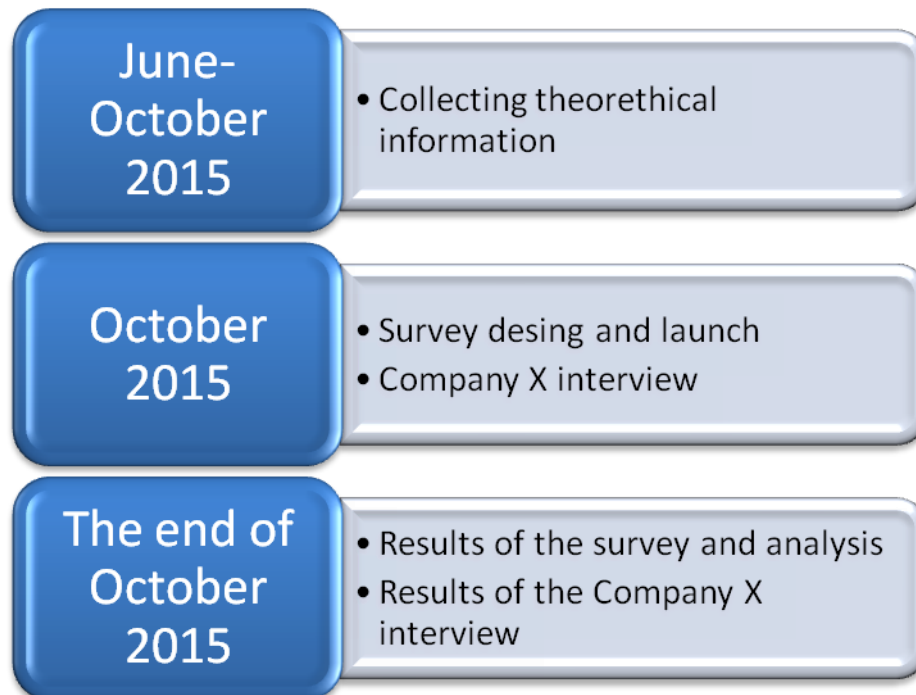 June-
October
2015
• Collecting theorethical
information
October
2015
• Survey desing and launch
• Company X interview
The end of
October
2015
• Results of the survey and analysis
• Results of the Company X
interview